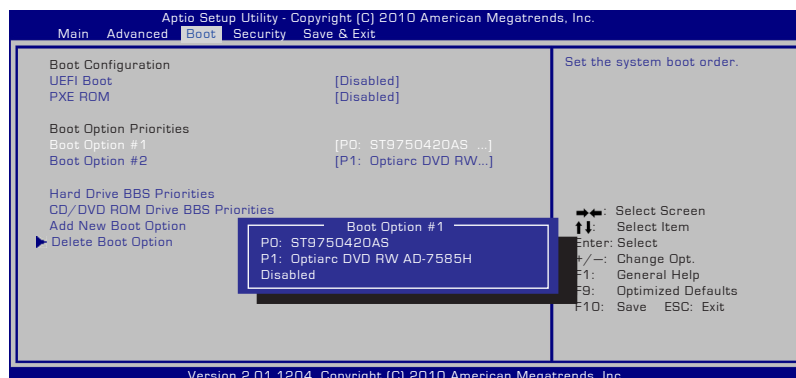 Aptio Setup Utility - Copyright (C) 2010 American Megatrends, Inc.
Main Advanced Boot Security Save & Exit
Boot Configuration
UEFI Boot [Disabled]
PXE ROM [Disabled]
Boot Option Priorities
Boot Option #1 [P0: ST9750420AS ...]
Boot Option #2 [P1: Optiarc DVD RW...]
Hard Drive BBS Priorities
CD/DVD ROM Drive BBS Priorities
Add New Boot Option
Delete Boot Option
Boot Option #1
P0: ST9750420AS
P1: Optiarc DVD RW AD-7585H
Disabled
Set the system boot order.
→←: Select Screen
↑↓: Select Item
Enter: Select
+/—: Change Opt.
F1: General Help
F9: Optimized Defaults
F10: Save ESC: Exit
Version 2.01.1204. Copyright (C) 2010 American Megatrends, Inc.